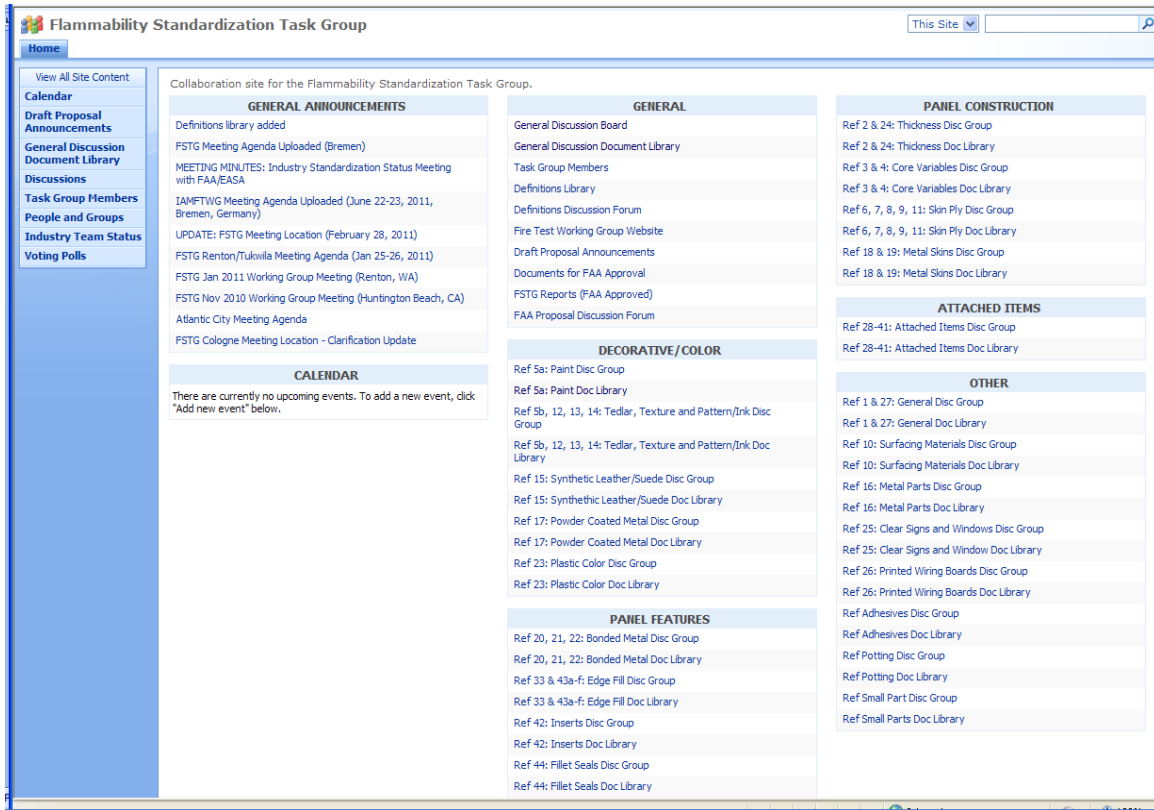 Flammability Standardization Task Group
This Site
Home
View All Site Content
Calendar
Draft Proposal
Announcements
General Discussion
Document Library
Discussions
Task Group Members
People and Groups
Industry Team Status
Voting Polls
Collaboration site for the Flammability Standardization Task Group.
GENERAL ANNOUNCEMENTS
Definitions library added
FSTG Meeting Agenda Uploaded (Bremen)
MEETING MINUTES: Industry Standardization Status Meeting
with FAA/EASA
IAMFTWG Meeting Agenda Uploaded (June 22-23, 2011,
Bremen, Germany)
UPDATE: FSTG Meeting Location (February 28, 2011)
FSTG Renton/Tukwila Meeting Agenda (Jan 25-26, 2011)
FSTG Jan 2011 Working Group Meeting (Renton, WA)
FSTG Nov 2010 Working Group Meeting (Huntington Beach, CA)
Atlantic City Meeting Agenda
FSTG Cologne Meeting Location - Clarification Update
CALENDAR
There are currently no upcoming events. To add a new event, click
"Add new event" below.
GENERAL
General Discussion Board
General Discussion Document Library
Task Group Members
Definitions Library
Definitions Discussion Forum
Fire Test Working Group Website
Draft Proposal Announcements
Documents for FAA Approval
FSTG Reports (FAA Approved)
FAA Proposal Discussion Forum
DECORATIVE/COLOR
Ref 5a: Paint Disc Group
Ref 5a: Paint Doc Library
Ref 5b, 12, 13, 14: Tedlar, Texture and Pattern/Ink Disc
Group
Ref 5b, 12, 13, 14: Tedlar, Texture and Pattern/Ink Doc
Library
Ref 15: Synthetic Leather/Suede Disc Group
Ref 15: Synthethic Leather/Suede Doc Library
Ref 17: Powder Coated Metal Disc Group
Ref 17: Powder Coated Metal Doc Library
Ref 23: Plastic Color Disc Group
Ref 23: Plastic Color Doc Library
PANEL FEATURES
Ref 20, 21, 22: Bonded Metal Disc Group
Ref 20, 21, 22: Bonded Metal Doc Library
Ref 33 & 43a-f: Edge Fill Disc Group
Ref 33 & 43a-f: Edge Fill Doc Library
Ref 42: Inserts Disc Group
Ref 42: Inserts Doc Library
Ref 44: Fillet Seals Disc Group
Ref 44: Fillet Seals Doc Library
PANEL CONSTRUCTION
Ref 2 & 24: Thickness Disc Group
Ref 2 & 24: Thickness Doc Library
Ref 3 & 4: Core Variables Disc Group
Ref 3 & 4: Core Variables Doc Library
Ref 6, 7, 8, 9, 11: Skin Ply Disc Group
Ref 6, 7, 8, 9, 11: Skin Ply Doc Library
Ref 18 & 19: Metal Skins Disc Group
Ref 18 & 19: Metal Skins Doc Library
ATTACHED ITEMS
Ref 28-41: Attached Items Disc Group
Ref 28-41: Attached Items Doc Library
OTHER
Ref 1 & 27: General Disc Group
Ref 1 & 27: General Doc Library
Ref 10: Surfacing Materials Disc Group
Ref 10: Surfacing Materials Doc Library
Ref 16: Metal Parts Disc Group
Ref 16: Metal Parts Doc Library
Ref 25: Clear Signs and Windows Disc Group
Ref 25: Clear Signs and Window Doc Library
Ref 26: Printed Wiring Boards Disc Group
Ref 26: Printed Wiring Boards Doc Library
Ref Adhesives Disc Group
Ref Adhesives Doc Library
Ref Potting Disc Group
Ref Potting Doc Library
Ref Small Part Disc Group
Ref Small Parts Doc Library